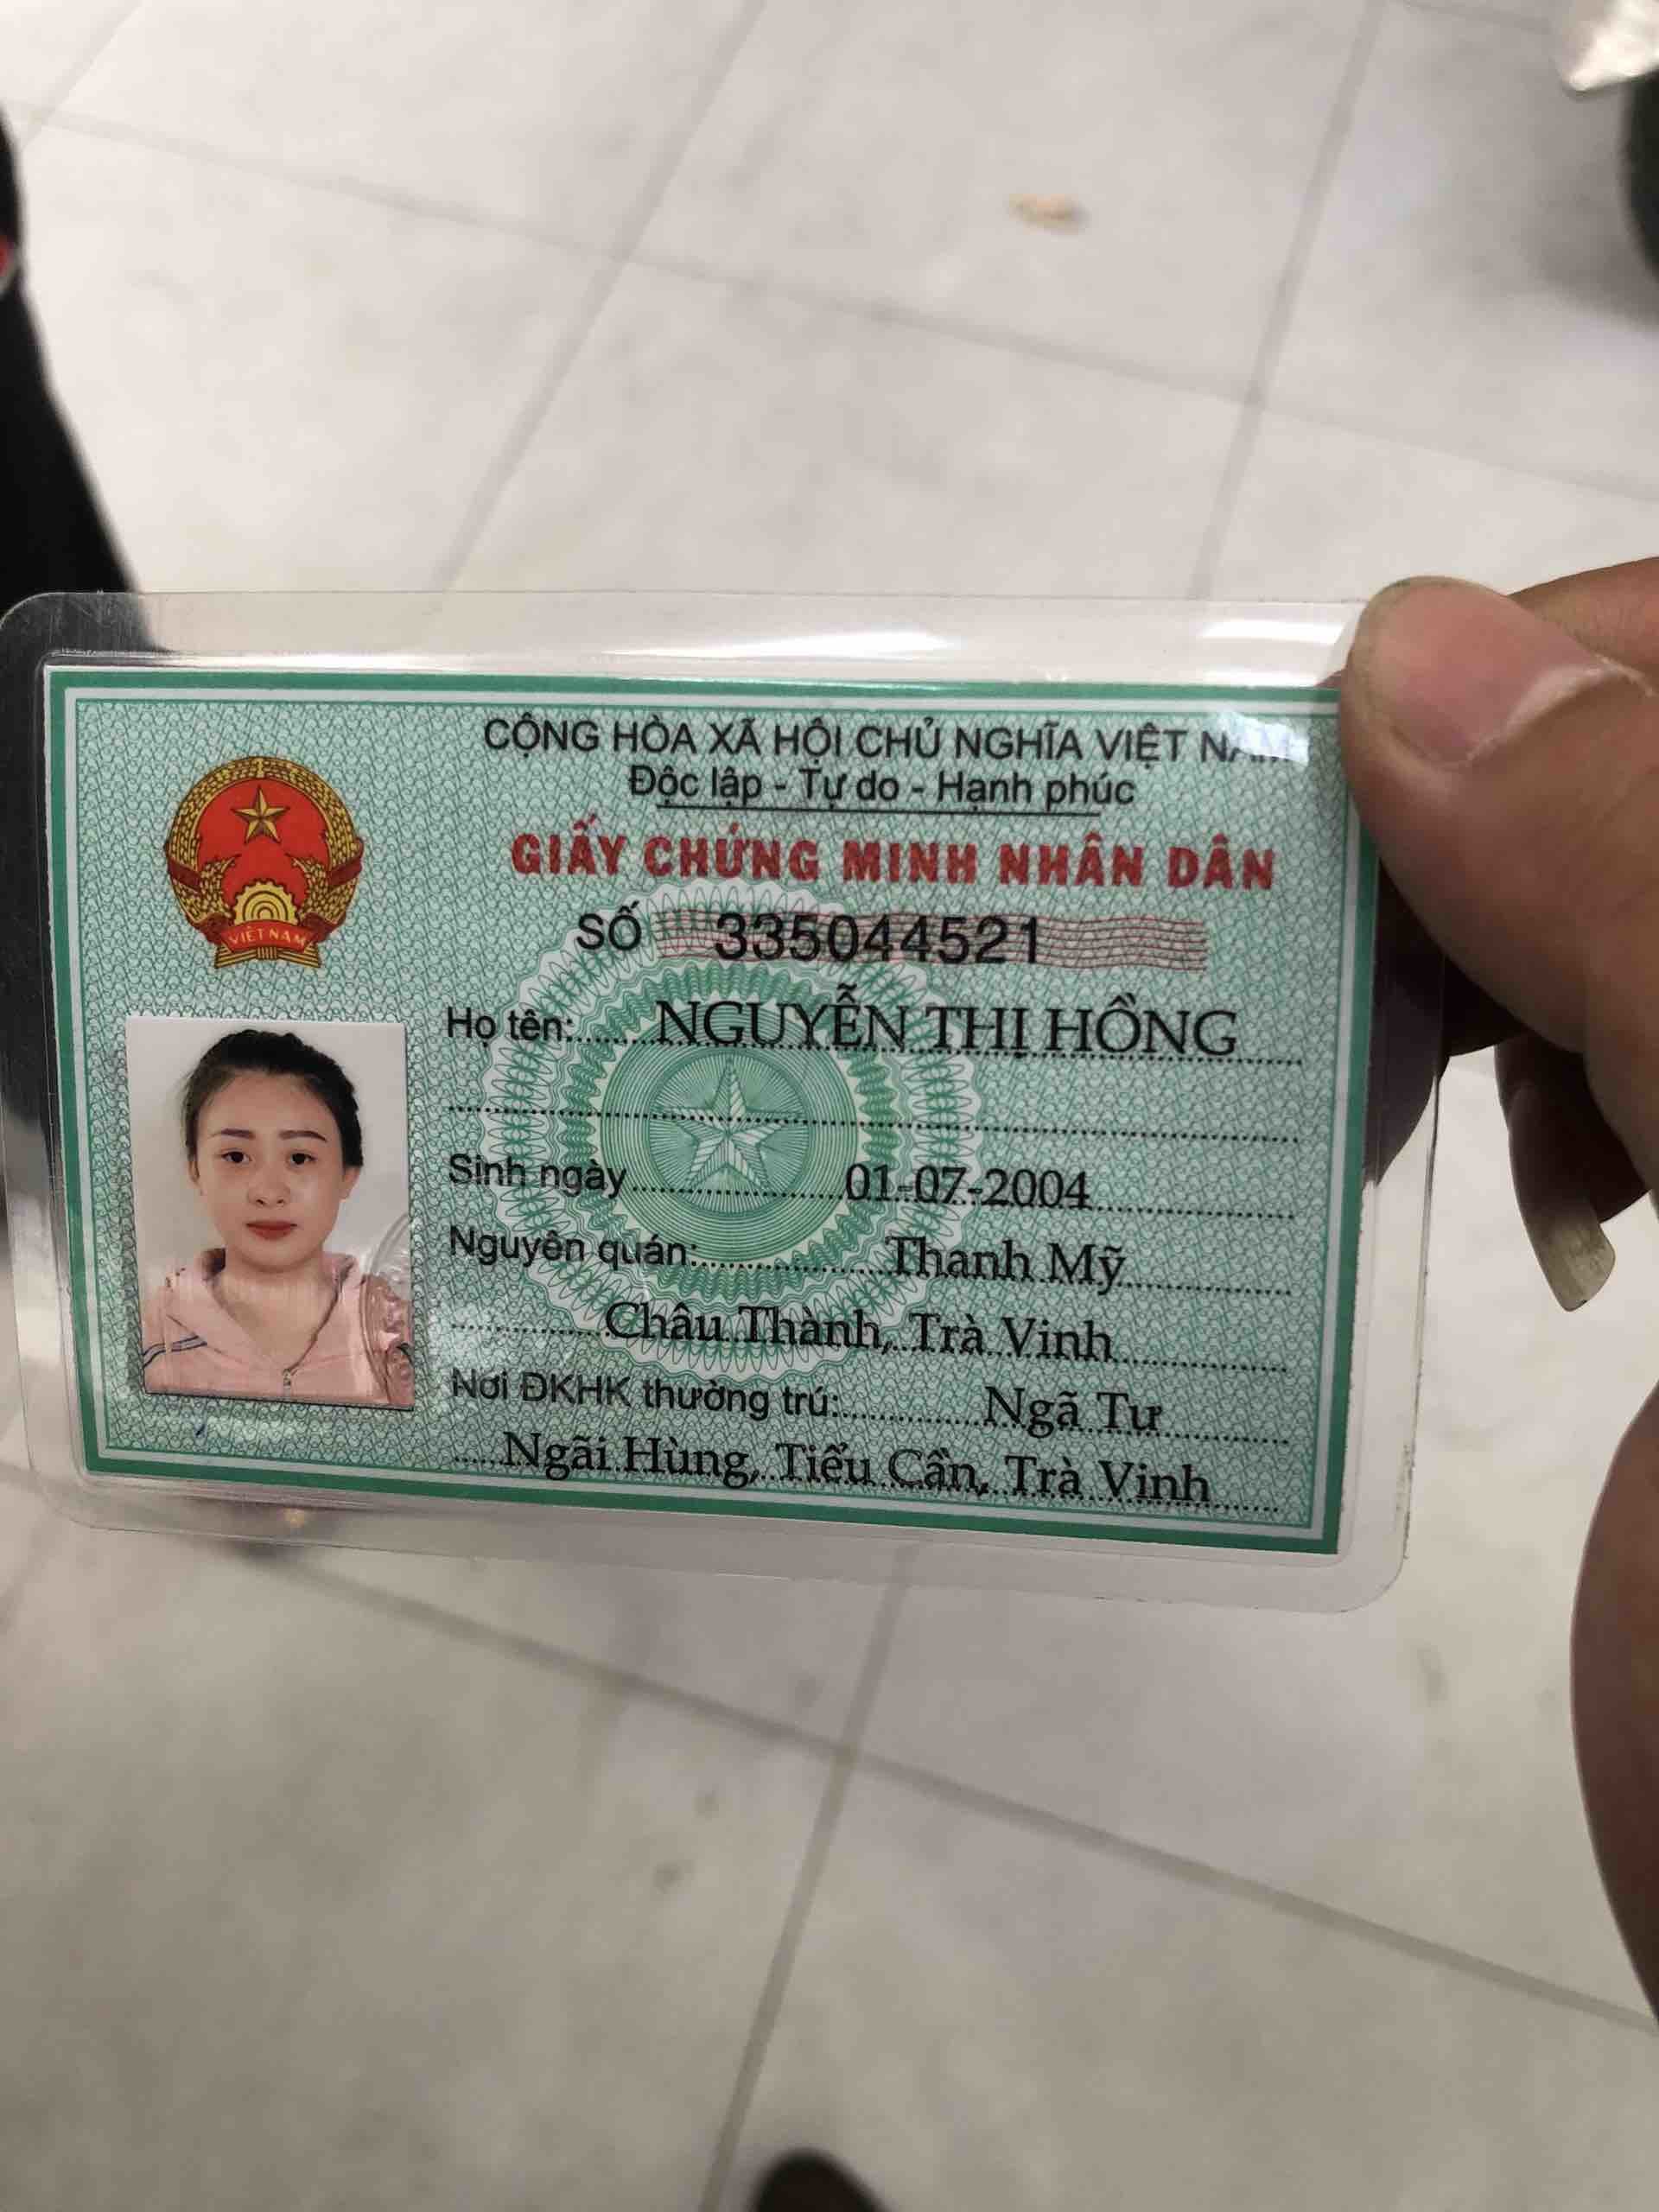 CỘNG HÒA XÃ HỘI CHỦ NGHĨA VIỆT NAM
Độc lập - Tự do - Hạnh phúc
GIẤY CHỨNG MINH NHÂN DÂN
SỐ 335044521
VIỆT NAM
Họ tên: NGUYỄN THỊ HỒNG
Sinh ngày 01-07-2004
Nguyên quán: Thanh Mỹ
Châu Thành, Trà Vinh
Nơi ĐKHK thường trú: Ngã Tư
Ngãi Hùng, Tiểu Cần, Trà Vinh